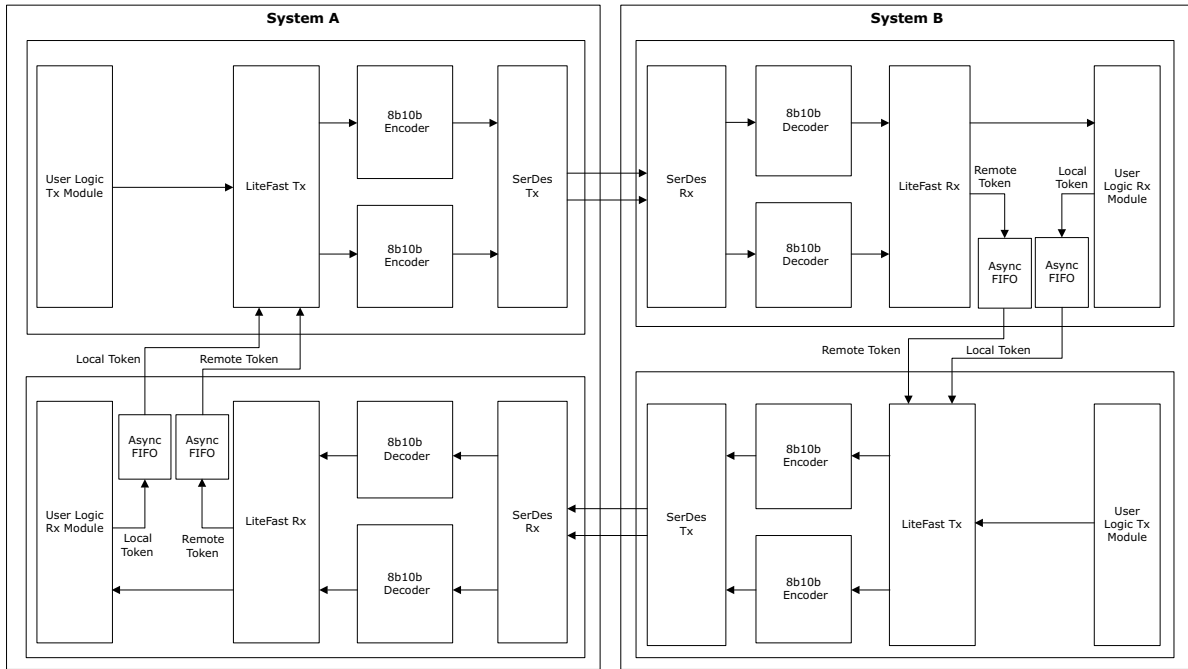 System A
User Logic
Tx Module
LiteFast Tx
8b10b
Encoder
8b10b
Encoder
SerDes
Tx
Local Token
Remote Token
User Logic
Rx Module
Async
FIFO
Async
FIFO
Local
Token
Remote
Token
LiteFast Rx
8b10b
Decoder
8b10b
Decoder
SerDes
Rx
System B
SerDes
Rx
8b10b
Decoder
8b10b
Decoder
LiteFast Rx
Remote
Token
Local
Token
Async
FIFO
Async
FIFO
User
Logic Rx
Module
Remote Token
Local Token
SerDes
Tx
8b10b
Encoder
8b10b
Encoder
LiteFast Tx
User
Logic Tx
Module